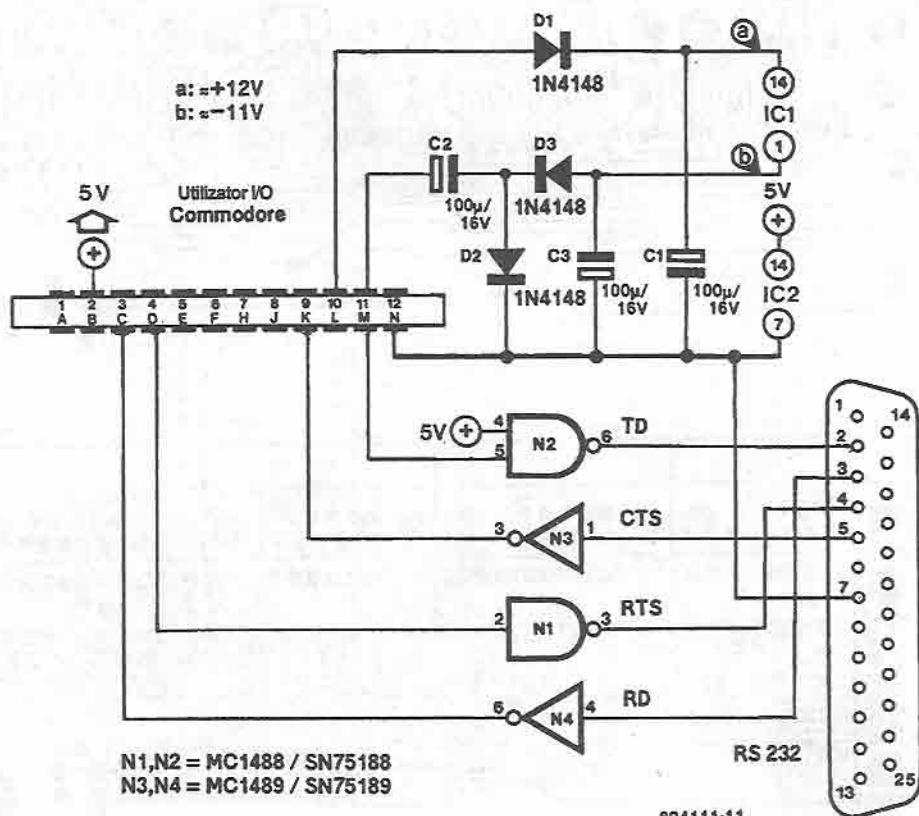 D1
a
a: ≈+12V
b: ≈−11V
1N4148
14
IC1
C2
D3
b
1
5V
Utilizator I/O
Commodore
100µ/
16V
1N4148
5V
+
+
D2
C3
C1
14
1N4148
100µ/
16V
100µ/
16V
IC2
1 2 3 4 5 6 7 8 9 10 11 12
A B C D E F H J K L M N
7
5V
+
4
5
N2
6
TD
1
14
2
3
3
N3
1
CTS
4
5
2
N1
3
RTS
7
6
N4
4
RD
RS 232
N1,N2 = MC1488 / SN75188
N3,N4 = MC1489 / SN75189
13
25